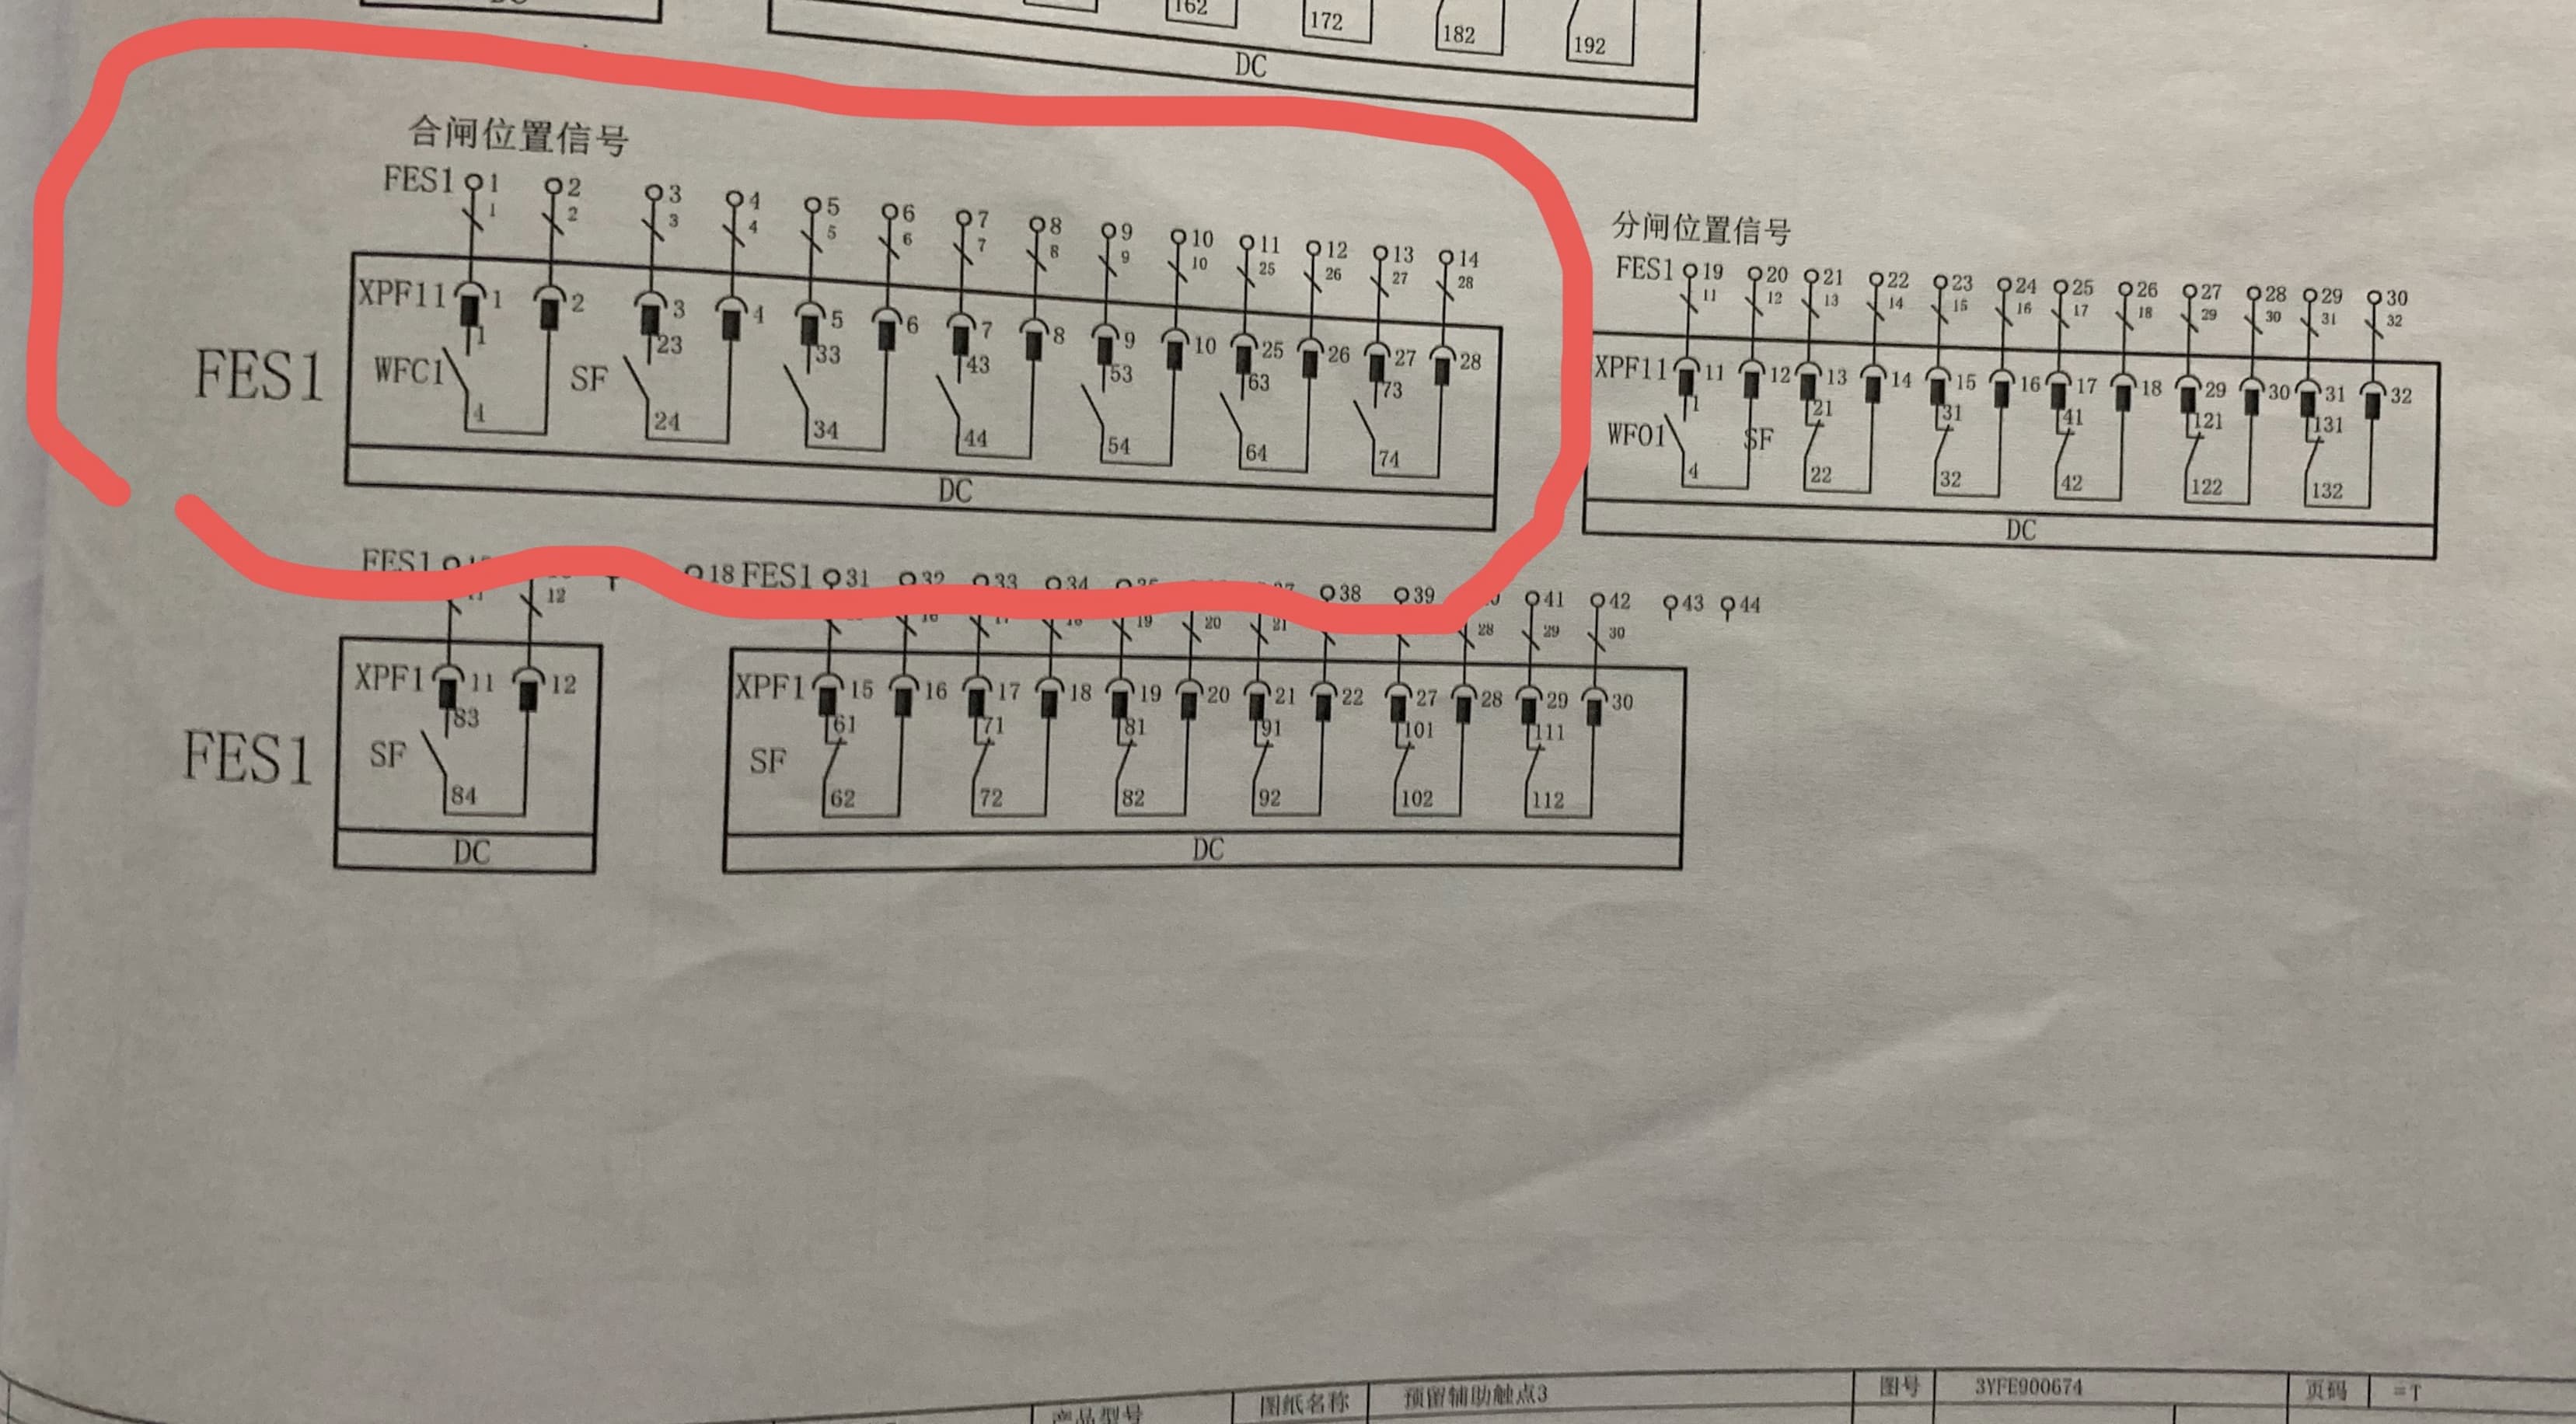 162 172 182 192
DC
合闸位置信号
FES1 1 2 3 4 5 6 7 8 9 10 11 12 13 14
1 2 3 4 5 6 7 8 9 10 25 26 27 28
XPF11 1 2 3 4 5 6 7 8 9 10 25 26 27 28
1 23 33 43 53 63 73
FES1
WFC1 SF
4 24 34 44 54 64 74
DC
分闸位置信号
FES1 19 20 21 22 23 24 25 26 27 28 29 30
11 12 13 14 15 16 17 18 29 30 31 32
XPF11 11 12 13 14 15 16 17 18 29 30 31 32
1 21 31 41 121 131
WFO1 SF
4 22 32 42 122 132
DC
FES1
12
XPF1 11 12
83
FES1
SF
84
DC
18 FES1 31 32 33 34 38 39 41 42 43 44
16 18 19 20 21 28 29 30
XPF1 15 16 17 18 19 20 21 22 27 28 29 30
61 71 81 91 101 111
SF
62 72 82 92 102 112
DC
产品型号 图纸名称 预留辅助触点3 图号 3YFE900674 页码 =T